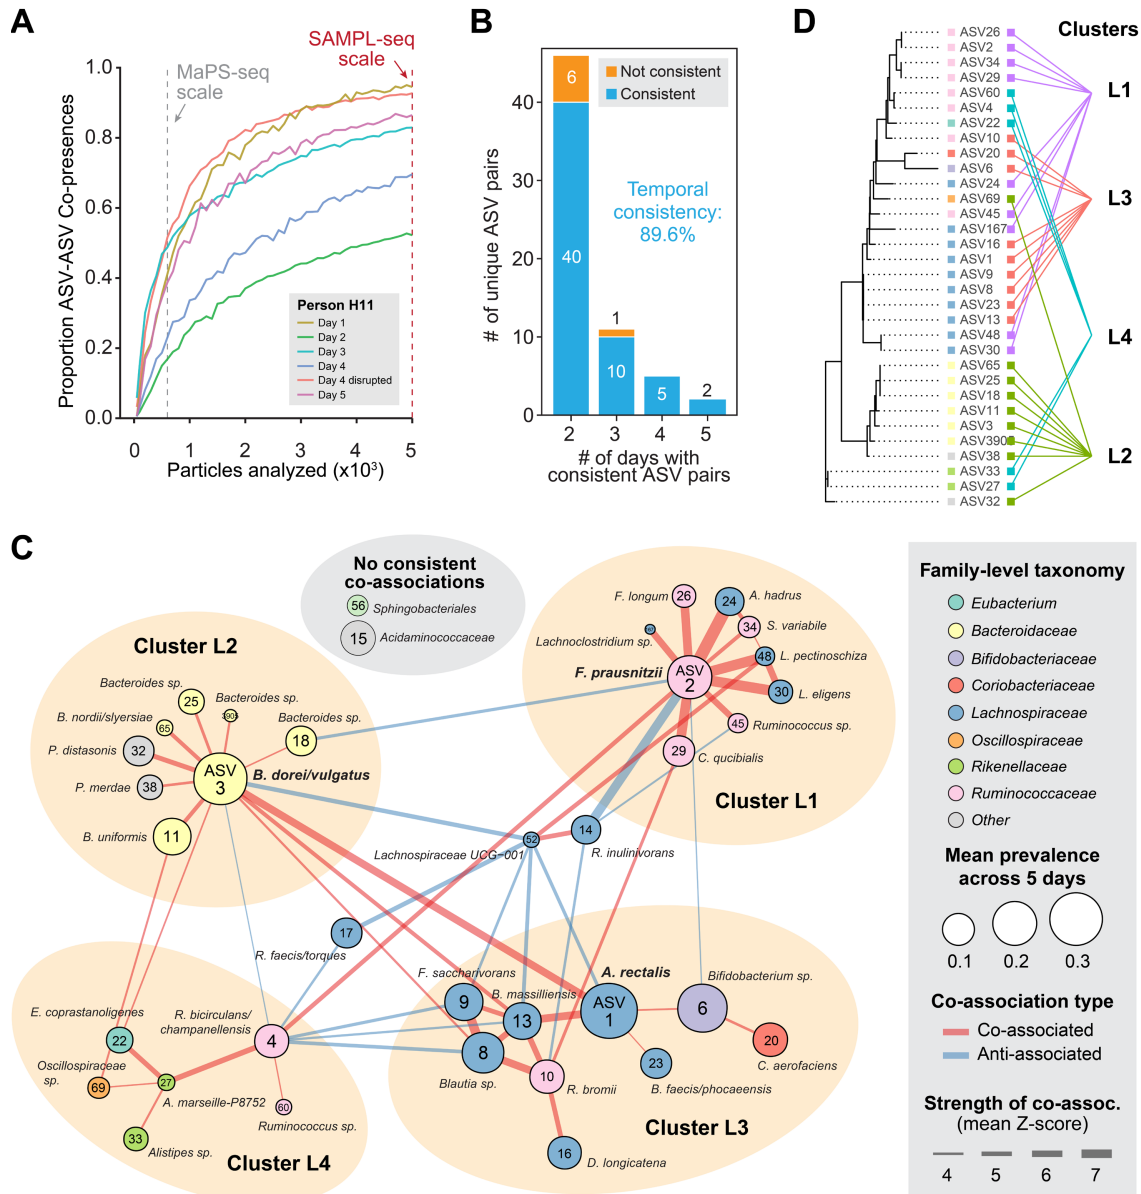 A
SAMPL-seq
scale
MaPS-seq
scale
1.0
0.8
0.6
0.4
0.2
0.0
Proportion ASV-ASV Co-presences
Person H11
Day 1
Day 2
Day 3
Day 4
Day 4 disrupted
Day 5
0
1
2
3
4
5
Particles analyzed (x10³)
B
# of unique ASV pairs
40
30
20
10
0
Not consistent
Consistent
6
40
1
10
5
2
Temporal
consistency:
89.6%
2
3
4
5
# of days with
consistent ASV pairs
D
Clusters
ASV26
ASV2
ASV34
ASV29
ASV60
ASV4
ASV22
ASV10
ASV20
ASV6
ASV24
ASV69
ASV45
ASV167
ASV16
ASV1
ASV9
ASV8
ASV23
ASV13
ASV48
ASV30
ASV65
ASV25
ASV18
ASV11
ASV3
ASV390
ASV38
ASV33
ASV27
ASV32
L1
L3
L4
L2
C
No consistent
co-associations
56
Sphingobacteriales
15
Acidaminococcaceae
Cluster L2
Bacteroides sp.
25
Bacteroides sp.
B. nordii/slyersiae
65
Bacteroides sp.
18
P. distasonis
32
ASV
3
B. dorei/vulgatus
P. merdae
38
B. uniformis
11
F. longum
26
24
A. hadrus
Lachnoclostridium sp.
34
S. variabile
F. prausnitzii
ASV
2
48
L. pectinoschiza
30
L. eligens
45
Ruminococcus sp.
29
C. qucibialis
Cluster L1
52
Lachnospiraceae UCG-001
14
R. inulinivorans
17
R. faecis/torques
E. coprastanoligenes
22
R. bicirculans/
champanellensis
4
Oscillospiraceae
sp.
69
27
A. marseille-P8752
60
Ruminococcus sp.
33
Alistipes sp.
Cluster L4
F. saccharivorans
9
B. massilliensis
13
A. rectalis
ASV
1
Bifidobacterium sp.
6
20
C. aerofaciens
8
Blautia sp.
10
R. bromii
23
B. faecis/phocaeensis
16
D. longicatena
Cluster L3
Family-level taxonomy
Eubacterium
Bacteroidaceae
Bifidobacteriaceae
Coriobacteriaceae
Lachnospiraceae
Oscillospiraceae
Rikenellaceae
Ruminococcaceae
Other
Mean prevalence
across 5 days
0.1
0.2
0.3
Co-association type
Co-associated
Anti-associated
Strength of co-assoc.
(mean Z-score)
4
5
6
7